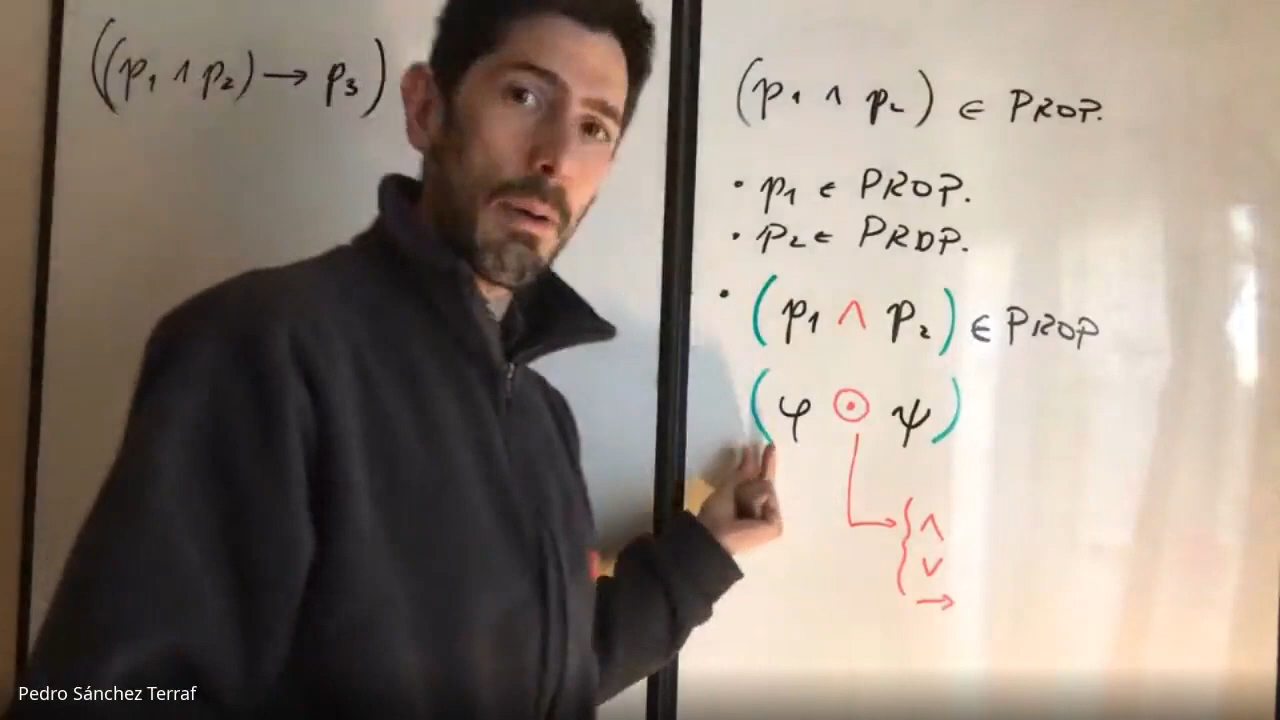 ((p₁ ∧ p₂) → p₃)
(p₁ ∧ p₂) ∈ PROP.
• p₁ ∈ PROP.
• p₂ ∈ PROP.
• (p₁ ∧ p₂) ∈ PROP
(φ ⊙ ψ)
{ ∧
∨
→
Pedro Sánchez Terraf